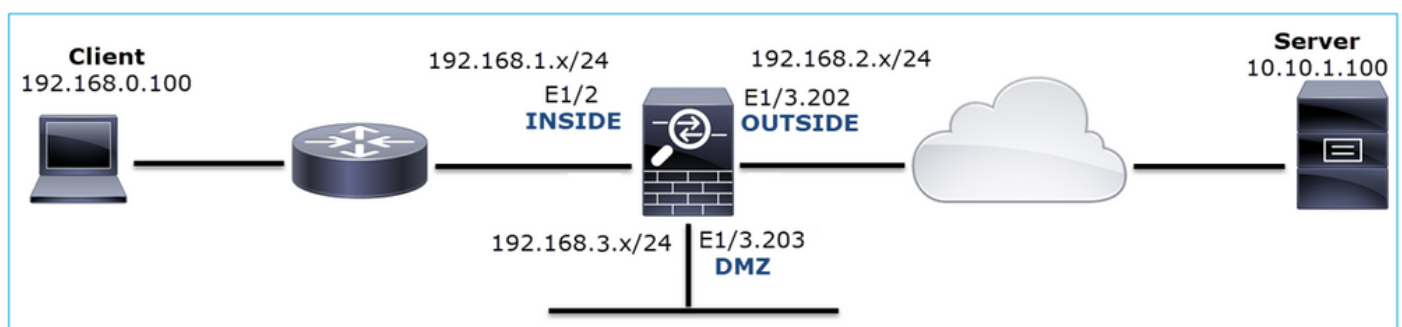 Client
192.168.0.100
192.168.1.x/24
E1/2
INSIDE
192.168.2.x/24
E1/3.202
OUTSIDE
Server
10.10.1.100
192.168.3.x/24
E1/3.203
DMZ